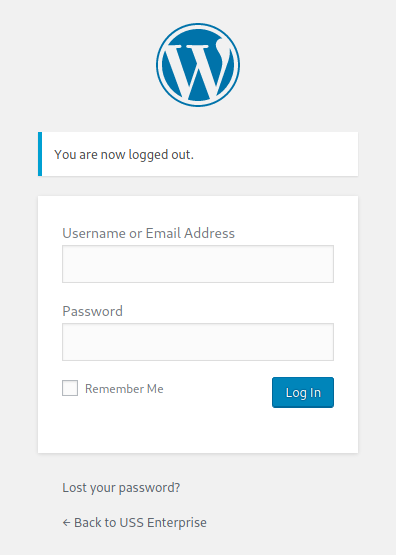 You are now logged out.
Username or Email Address
Password
Remember Me
Log In
Lost your password?
← Back to USS Enterprise